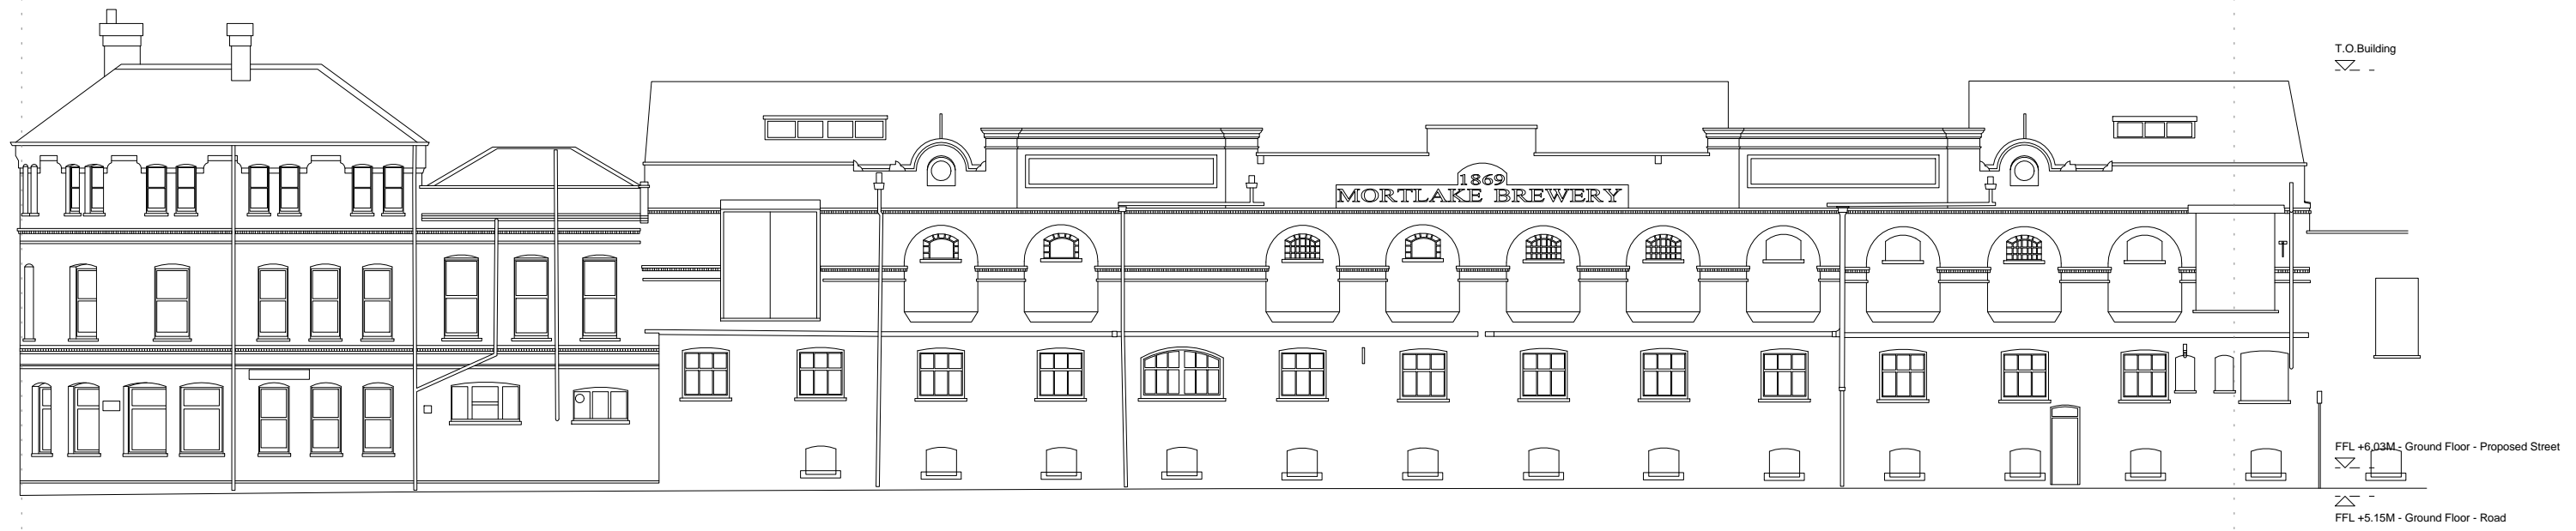 T.O.Building
1869
MORTLAKE BREWERY
FFL +6.03M - Ground Floor - Proposed Street
FFL +5.15M - Ground Floor - Road